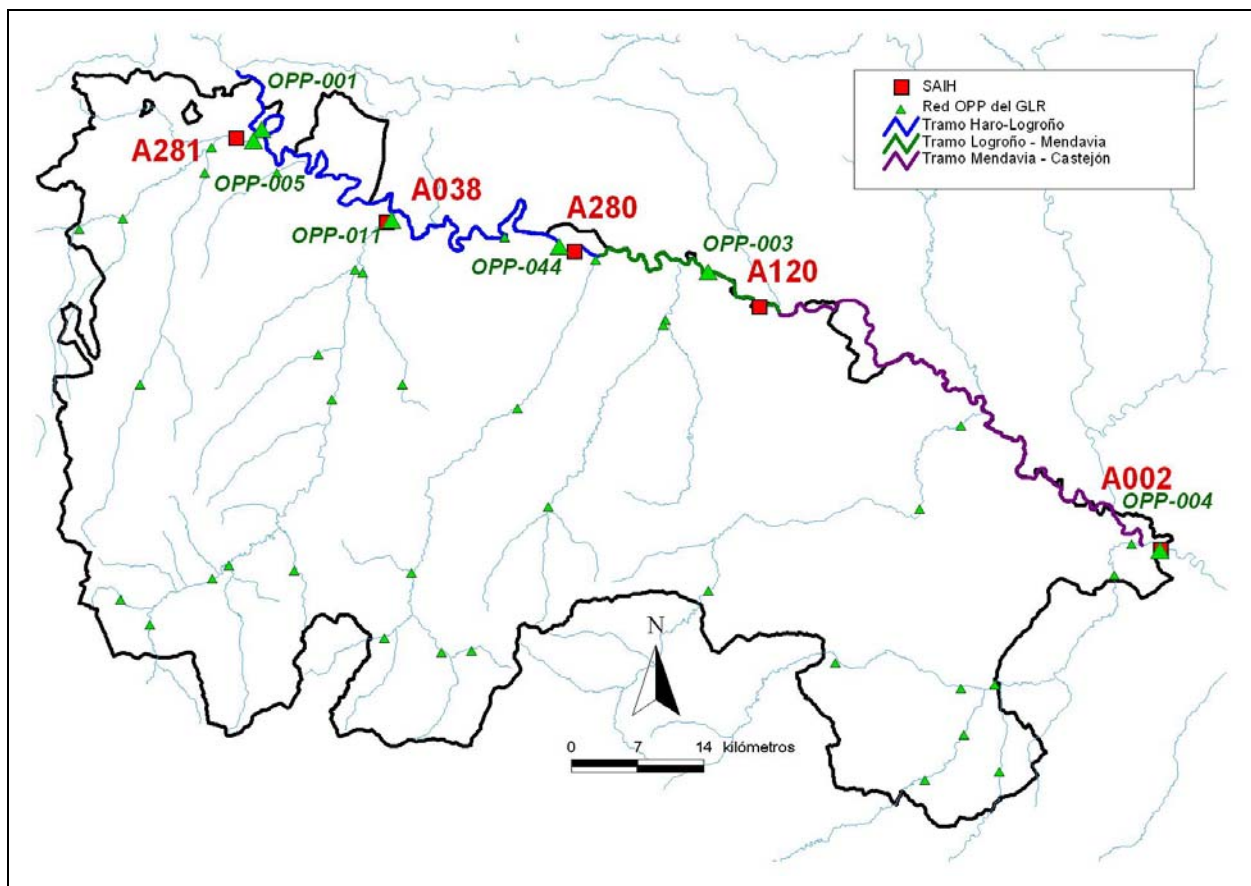 OPP-001
SAIH
Red OPP del GLR
Tramo Haro-Logroño
Tramo Logroño - Mendavia
Tramo Mendavia - Castejón
A281
OPP-005
A038
OPP-011
A280
OPP-044
OPP-003
A120
A002
OPP-004
N
0 7 14 kilómetros